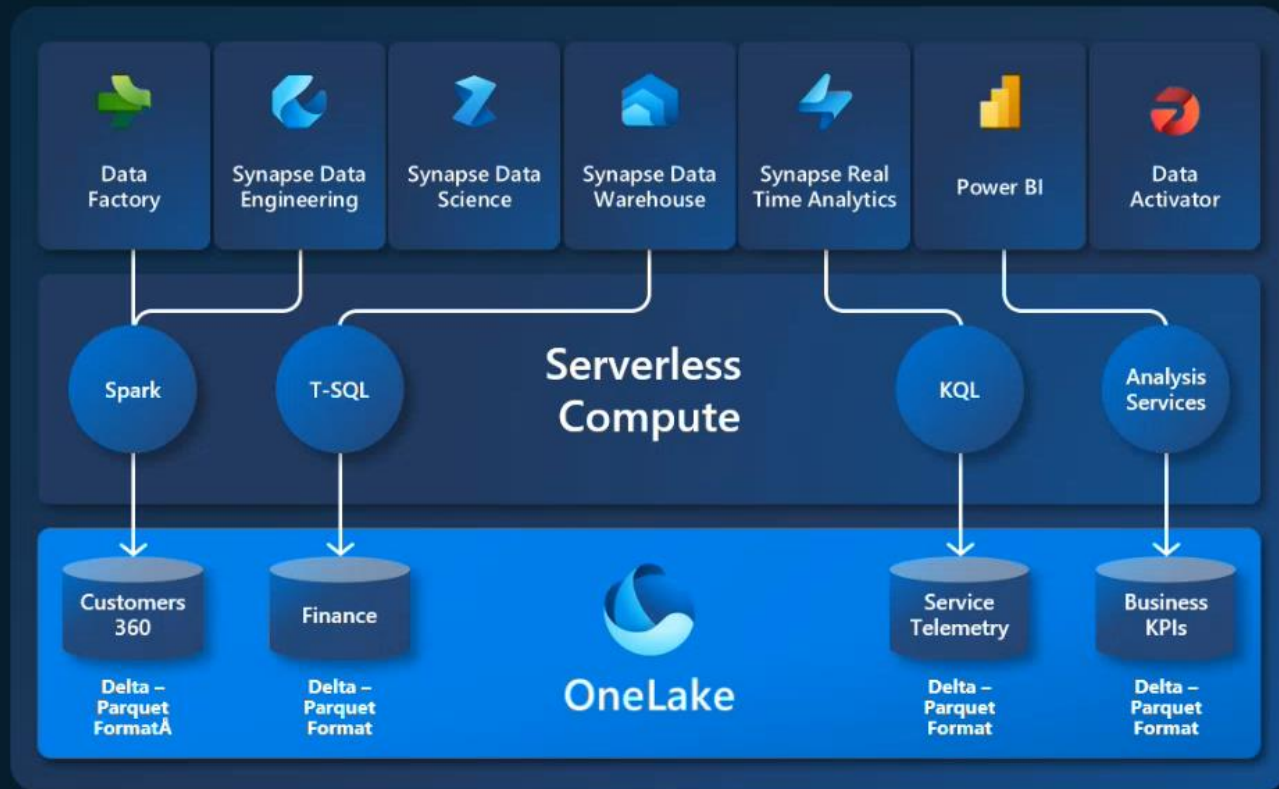 Data
Factory
Synapse Data
Engineering
Synapse Data
Science
Synapse Data
Warehouse
Synapse Real
Time Analytics
Power BI
Data
Activator
Spark
T-SQL
Serverless
Compute
KQL
Analysis
Services
Customers
360
Finance
Service
Telemetry
Business
KPIs
Delta –
Parquet
FormatÅ
Delta –
Parquet
Format
OneLake
Delta –
Parquet
Format
Delta –
Parquet
Format